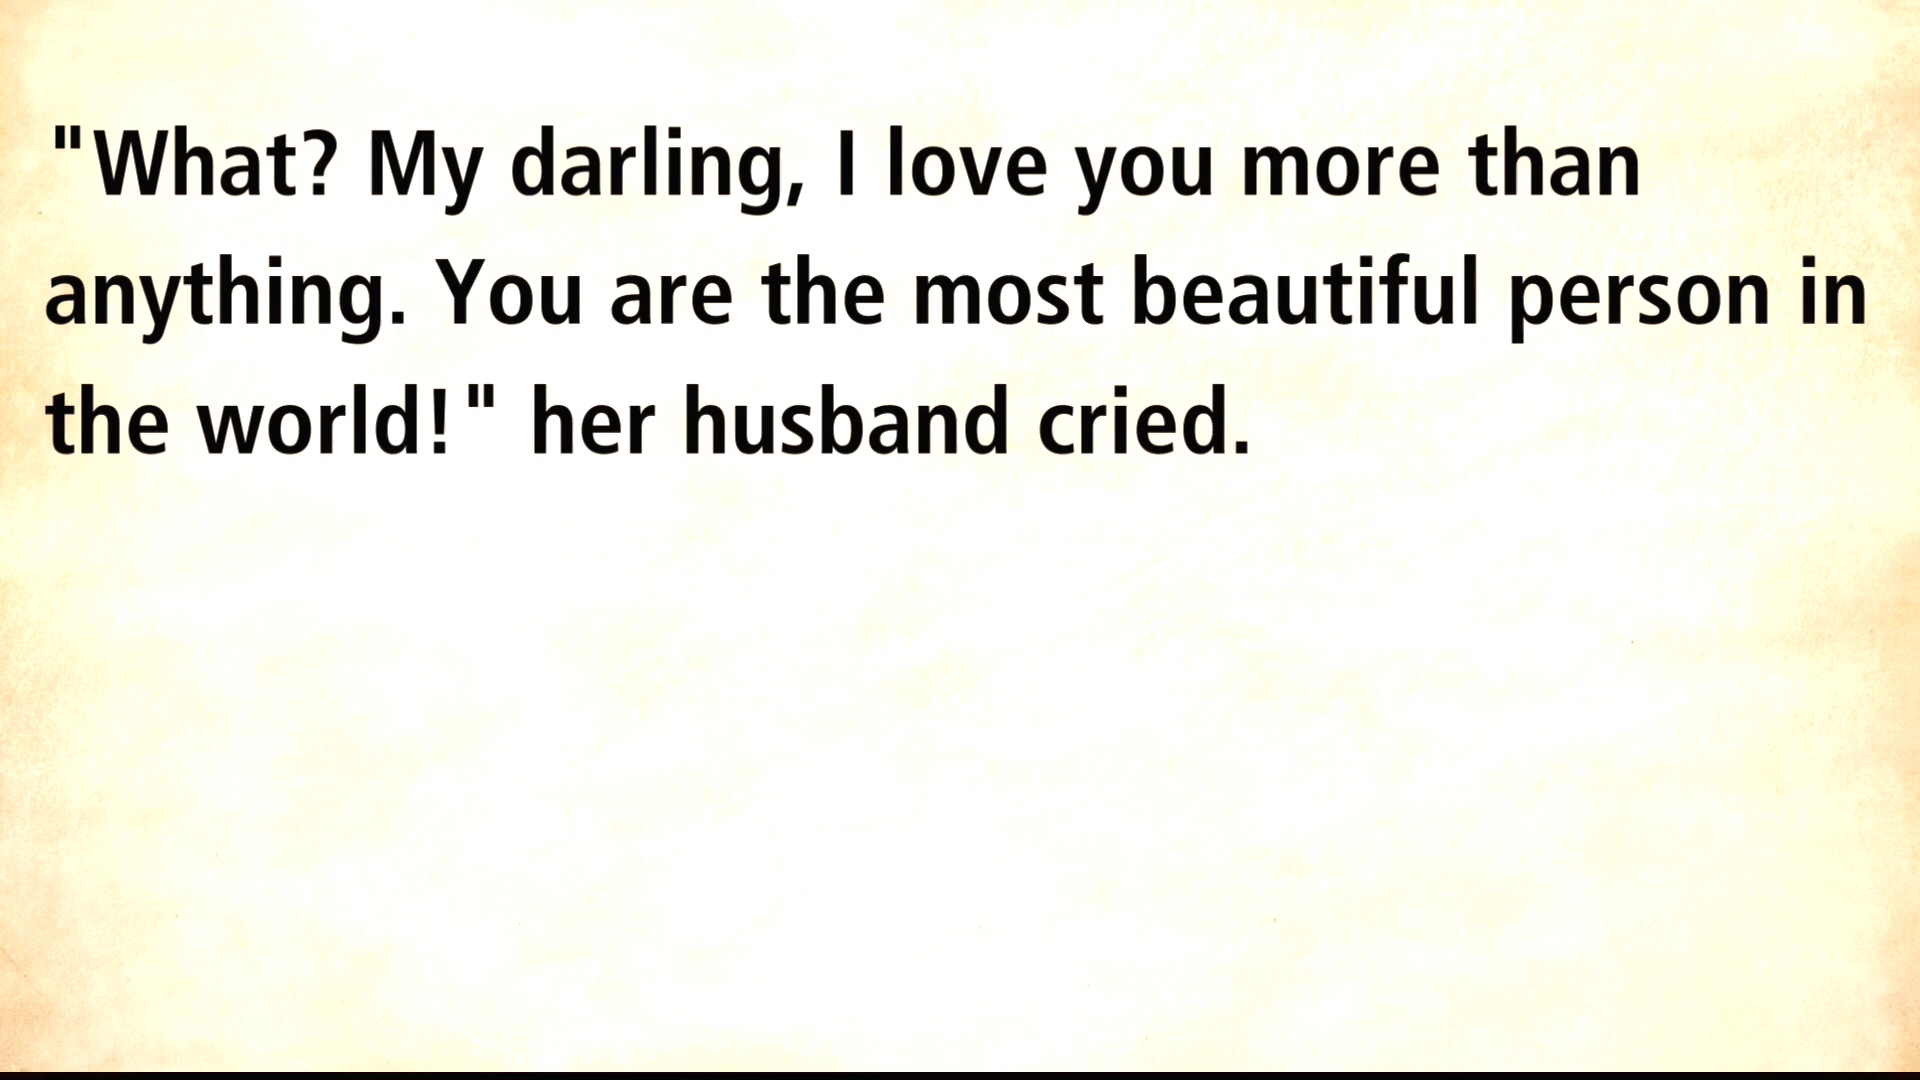 "What? My darling, I love you more than
anything. You are the most beautiful person in
the world!" her husband cried.